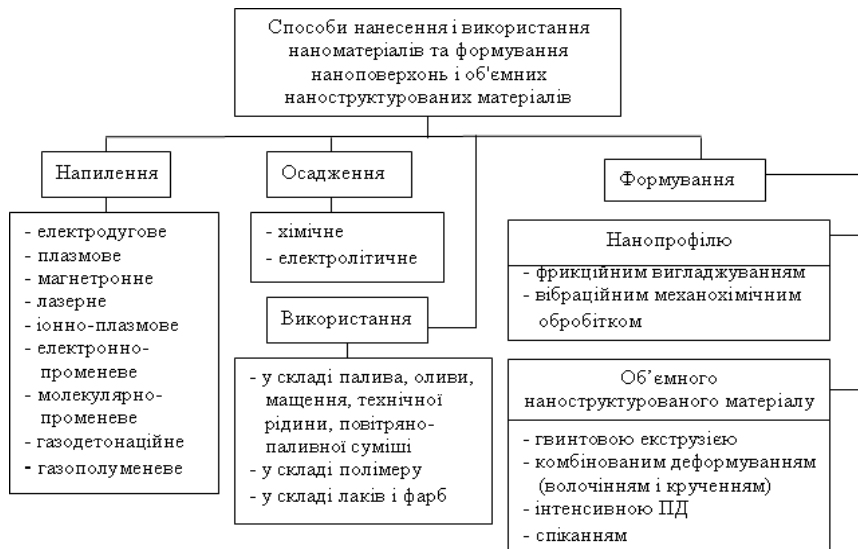 Способи нанесення і використання
наноматеріалів та формування
наноповерхонь і об'ємних
наноструктурованих матеріалів
Напилення
- електродугове
- плазмове
- магнетронне
- лазерне
- іонно-плазмове
- електронно-
променеве
- молекулярно-
променеве
- газодетонаційне
- газополуменеве
Осадження
- хімічне
- електролітичне
Використання
- у складі палива, оливи,
мащення, технічної
рідини, повітряно-
паливної суміші
- у складі полімеру
- у складі лаків і фарб
Формування
Нанопрофілю
- фрикційним вигладжуванням
- вібраційним механохімічним
обробітком
Об’ємного
наноструктурованого матеріалу
- гвинтовою екструзією
- комбінованим деформуванням
(волочінням і крученням)
- інтенсивною ПД
- спіканням